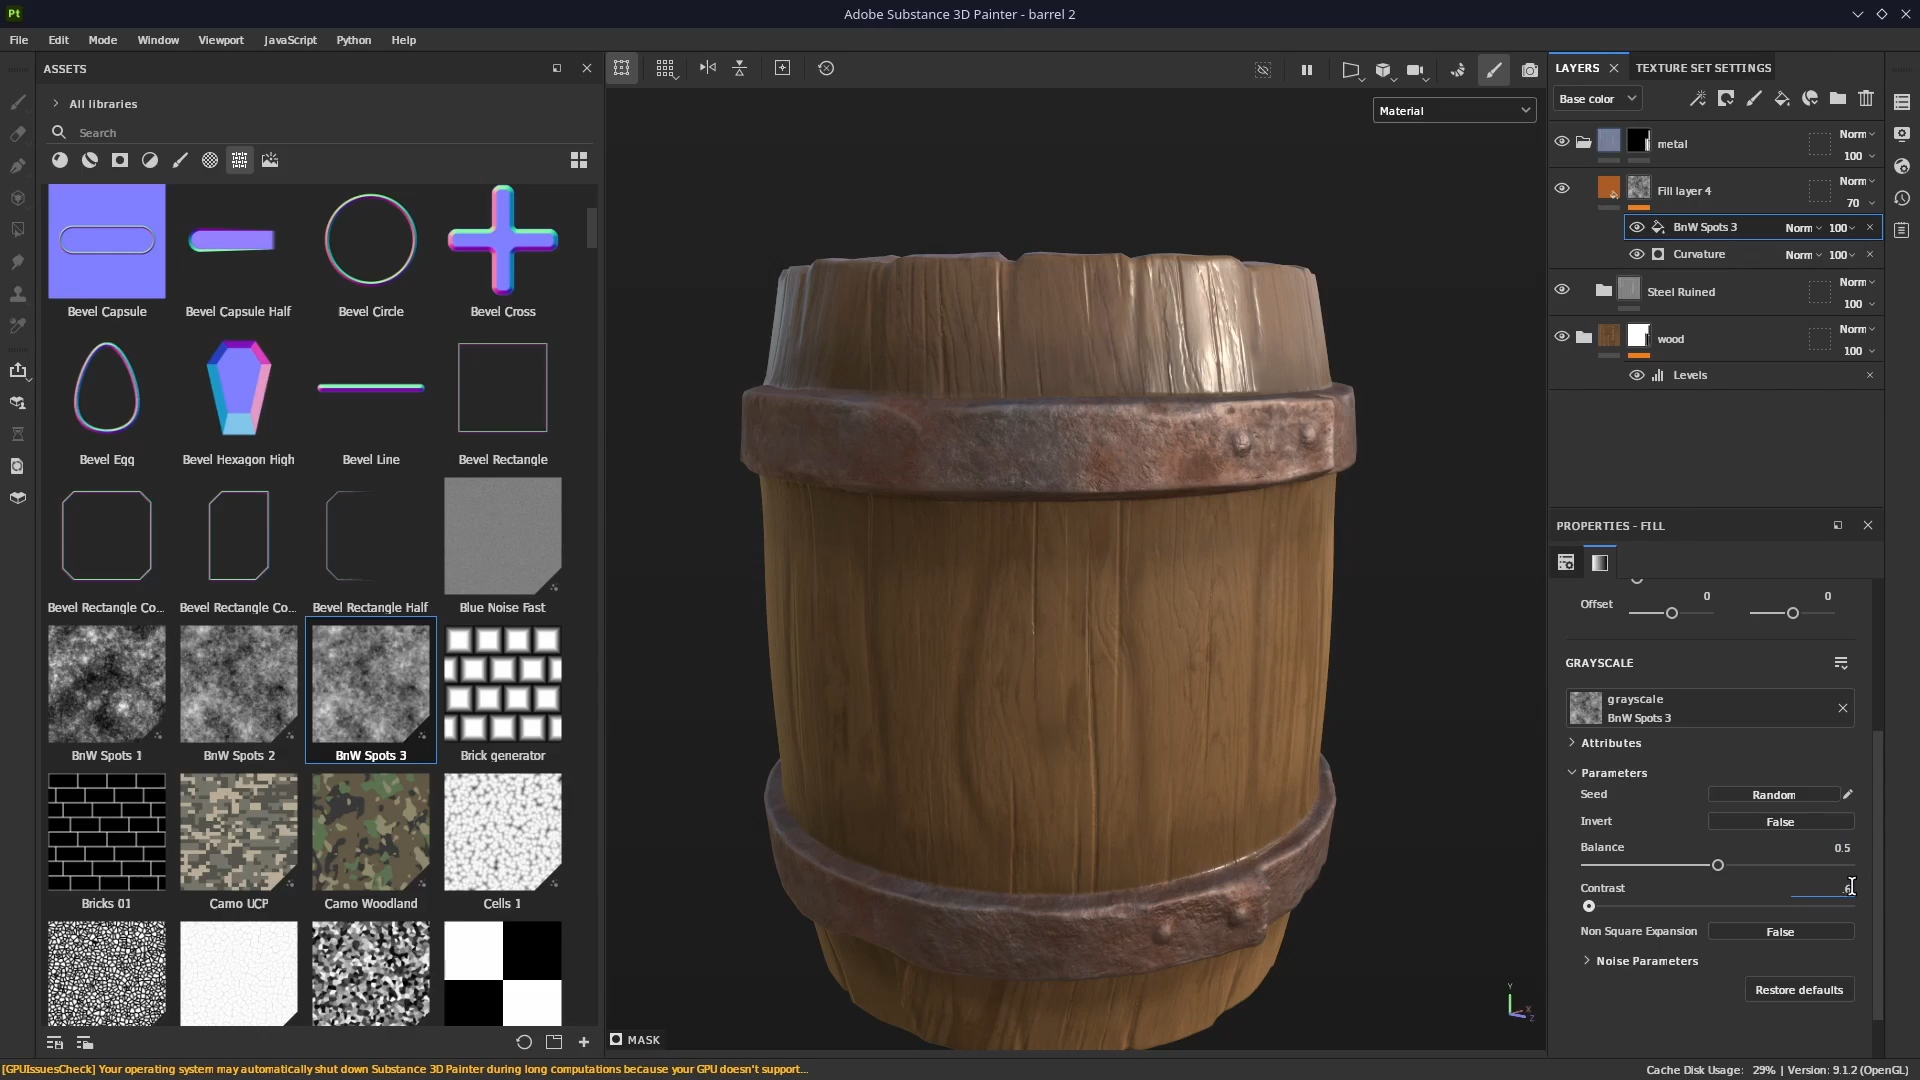 Pt
Adobe Substance 3D Painter - barrel 2
File Edit Mode Window Viewport JavaScript Python Help
ASSETS
All libraries
Search
Bevel Capsule
Bevel Capsule Half
Bevel Circle
Bevel Cross
Bevel Egg
Bevel Hexagon High
Bevel Line
Bevel Rectangle
Bevel Rectangle Co...
Bevel Rectangle Co...
Bevel Rectangle Half
Blue Noise Fast
BnW Spots 1
BnW Spots 2
BnW Spots 3
Brick generator
Bricks 01
Camo UCP
Camo Woodland
Cells 1
Material
MASK
Y
X
Z
LAYERS
TEXTURE SET SETTINGS
Base color
metal
Norm
100
Fill layer 4
Norm
70
BnW Spots 3 Norm 100
Curvature Norm 100
Steel Ruined
Norm
100
wood
Norm
100
Levels
PROPERTIES - FILL
Offset 0 0
GRAYSCALE
grayscale
BnW Spots 3
Attributes
Parameters
Seed Random
Invert False
Balance 0.5
Contrast
Non Square Expansion False
Noise Parameters
Restore defaults
[GPUIssuesCheck] Your operating system may automatically shut down Substance 3D Painter during long computations because your GPU doesn't support...
Cache Disk Usage: 29% | Version: 9.1.2 (OpenGL)